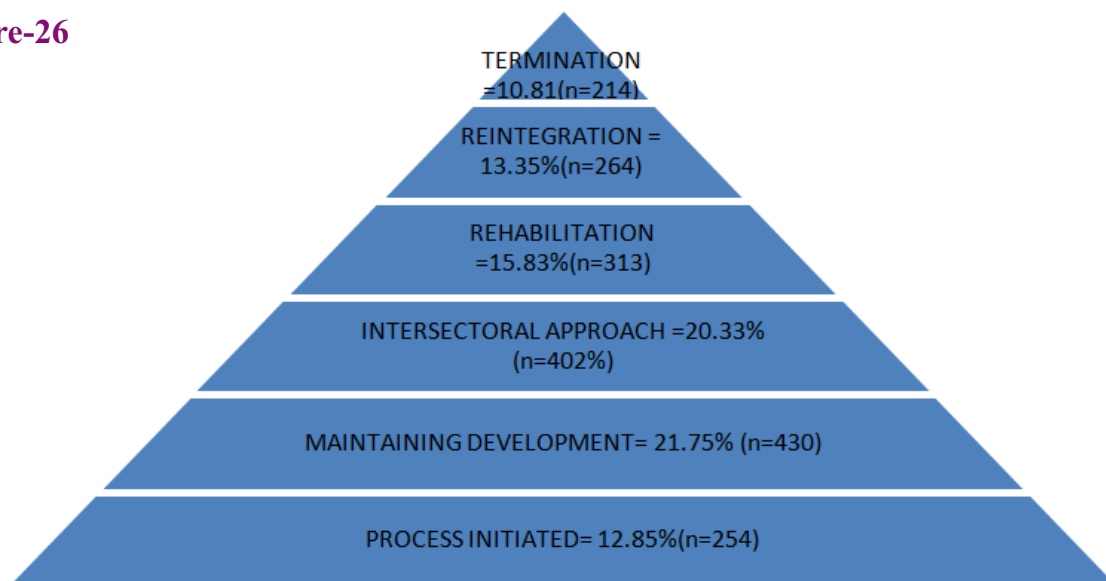 re-26
TERMINATION
=10.81(n=214)
REINTEGRATION =
13.35%(n=264)
REHABILITATION
=15.83%(n=313)
INTERSECTORAL APPROACH =20.33%
(n=402%)
MAINTAINING DEVELOPMENT= 21.75% (n=430)
PROCESS INITIATED= 12.85%(n=254)